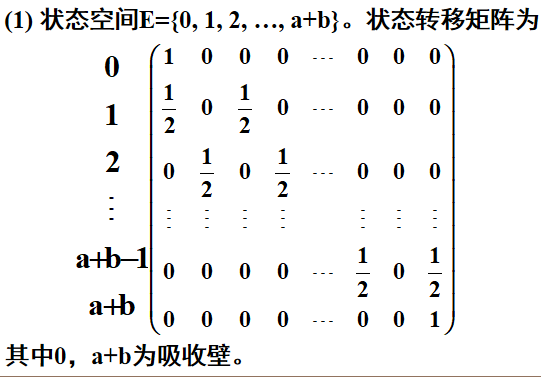 (1) 状态空间E={0, 1, 2, …, a+b}。状态转移矩阵为
0 1 0 0 0 … 0 0 0
1 1/2 0 1/2 0 … 0 0 0
2 0 1/2 0 1/2 … 0 0 0
⋮ ⋮ ⋮ ⋮ ⋮ ⋮ ⋮ ⋮
a+b−1 0 0 0 0 … 1/2 0 1/2
a+b 0 0 0 0 … 0 0 1
其中0，a+b为吸收壁。